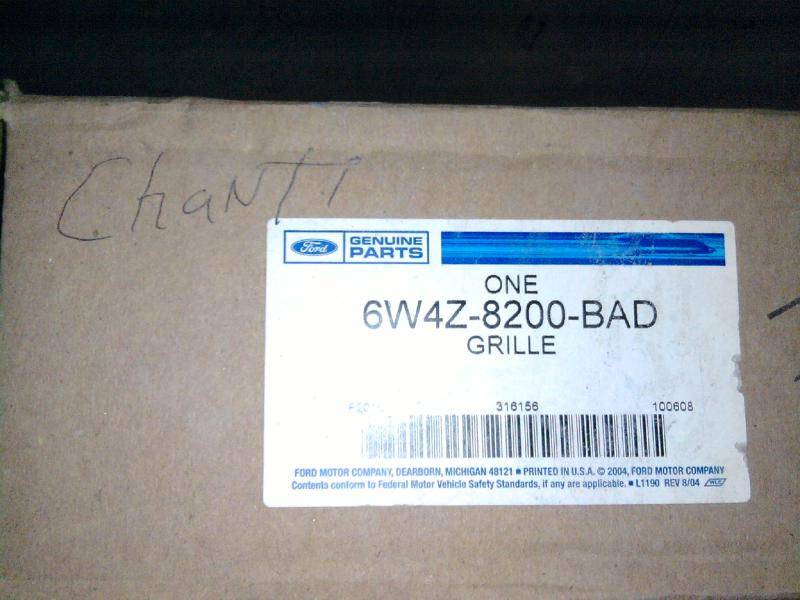 ChaNTI
Ford GENUINE PARTS
ONE
6W4Z-8200-BAD
GRILLE
316156 100608
FORD MOTOR COMPANY, DEARBORN, MICHIGAN 48121 ■ PRINTED IN U.S.A. © 2004, FORD MOTOR COMPANY
Contents conform to Federal Motor Vehicle Safety Standards, if any are applicable. ■ L1190 REV 8/04 WLC